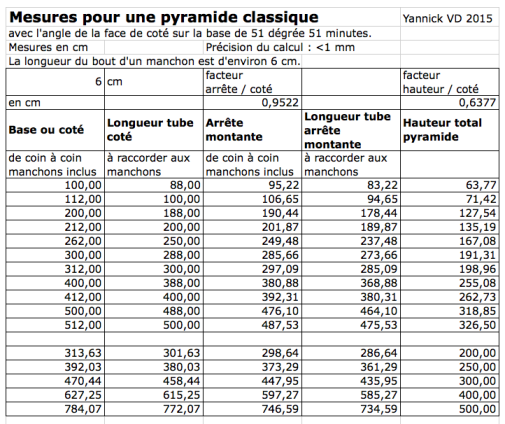 Mesures pour une pyramide classique Yannick VD 2015
avec l'angle de la face de coté sur la base de 51 dégrée 51 minutes.
Mesures en cm Précision du calcul : <1 mm
La longueur du bout d'un manchon est d'environ 6 cm.
6 cm facteur arrête / coté facteur hauteur / coté
en cm 0,9522 0,6377
Base ou coté Longueur tube coté Arrête montante Longueur tube arrête montante Hauteur total pyramide
de coin à coin manchons inclus à raccorder aux manchons de coin à coin manchons inclus à raccorder aux manchons
100,00 88,00 95,22 83,22 63,77
112,00 100,00 106,65 94,65 71,42
200,00 188,00 190,44 178,44 127,54
212,00 200,00 201,87 189,87 135,19
262,00 250,00 249,48 237,48 167,08
300,00 288,00 285,66 273,66 191,31
312,00 300,00 297,09 285,09 198,96
400,00 388,00 380,88 368,88 255,08
412,00 400,00 392,31 380,31 262,73
500,00 488,00 476,10 464,10 318,85
512,00 500,00 487,53 475,53 326,50
313,63 301,63 298,64 286,64 200,00
392,03 380,03 373,29 361,29 250,00
470,44 458,44 447,95 435,95 300,00
627,25 615,25 597,27 585,27 400,00
784,07 772,07 746,59 734,59 500,00